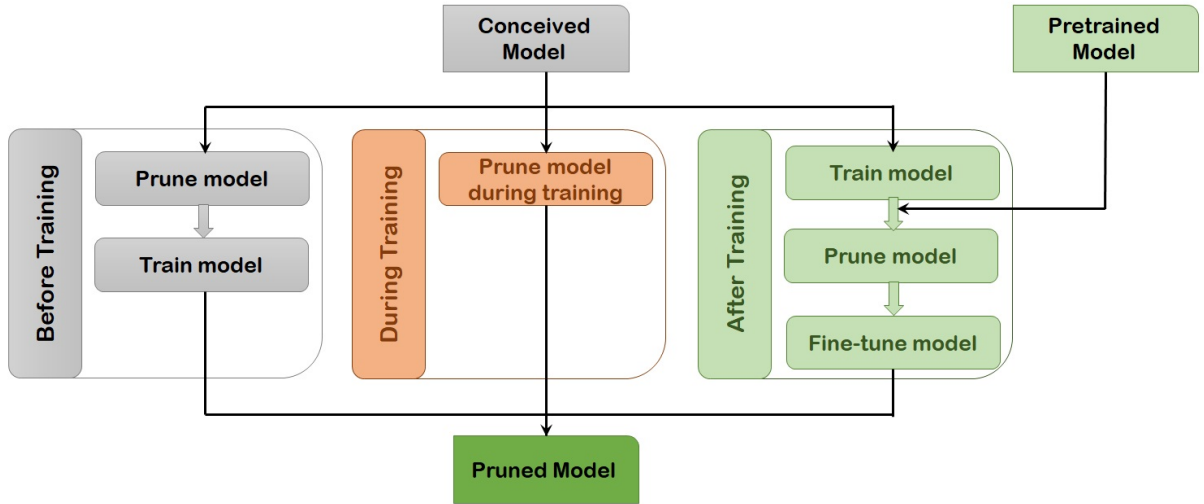 Conceived
Model
Pretrained
Model
Before Training
Prune model
Train model
During Training
Prune model
during training
After Training
Train model
Prune model
Fine-tune model
Pruned Model